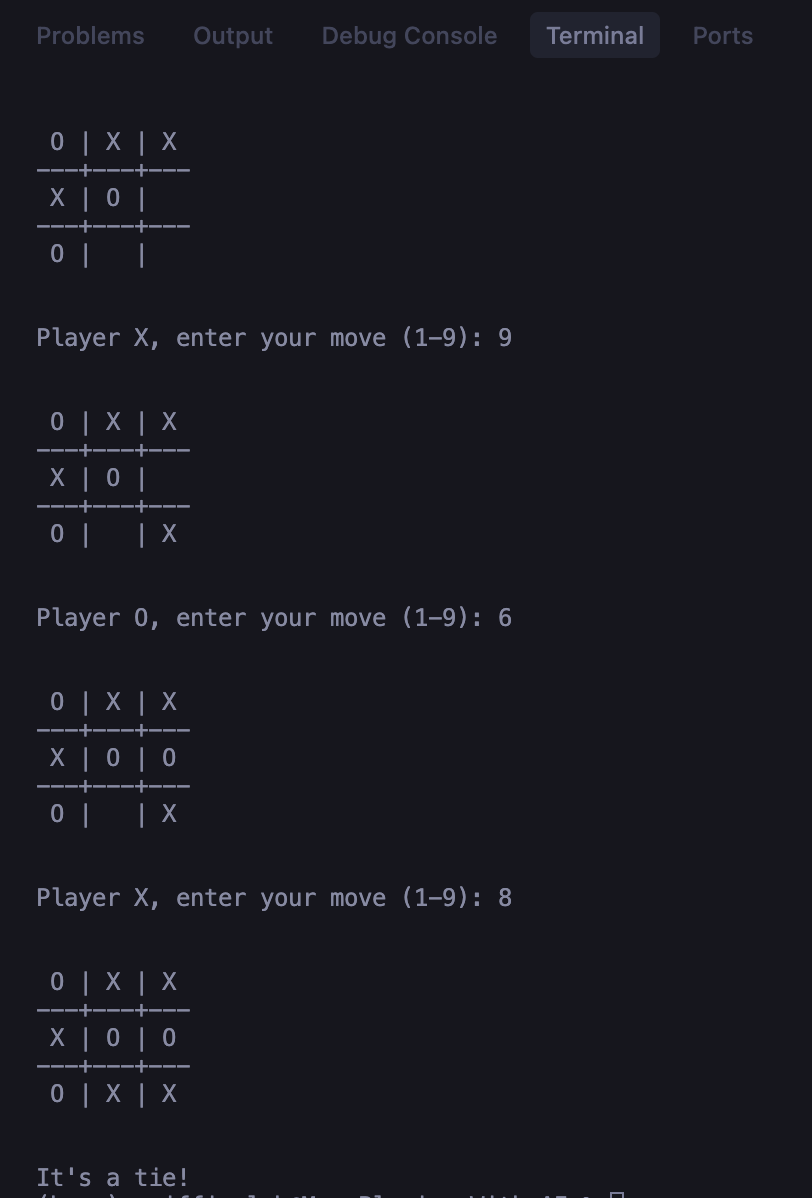 Problems Output Debug Console Terminal Ports
O | X | X
---+---+---
X | O |
---+---+---
O |   |
Player X, enter your move (1-9): 9
O | X | X
---+---+---
X | O |
---+---+---
O |   | X
Player O, enter your move (1-9): 6
O | X | X
---+---+---
X | O | O
---+---+---
O |   | X
Player X, enter your move (1-9): 8
O | X | X
---+---+---
X | O | O
---+---+---
O | X | X
It's a tie!